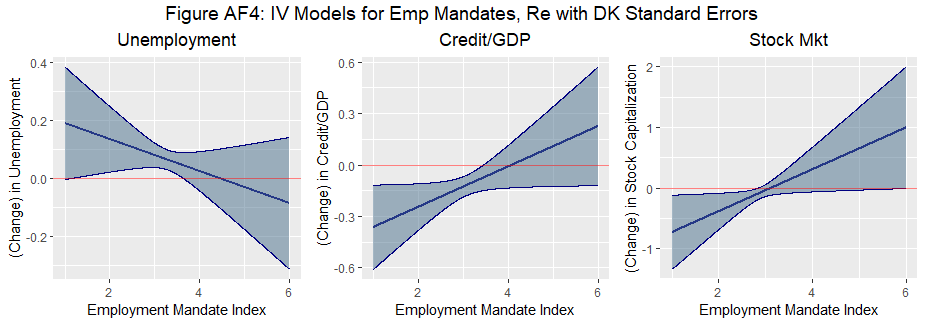 Figure AF4: IV Models for Emp Mandates, Re with DK Standard Errors
Unemployment
(Change) in Unemployment
0.4
0.2
0.0
-0.2
2
4
6
Employment Mandate Index
Credit/GDP
(Change) in Credit/GDP
0.6
0.3
0.0
-0.3
-0.6
2
4
6
Employment Mandate Index
Stock Mkt
(Change) in Stock Capitalization
2
1
0
-1
2
4
6
Employment Mandate Index